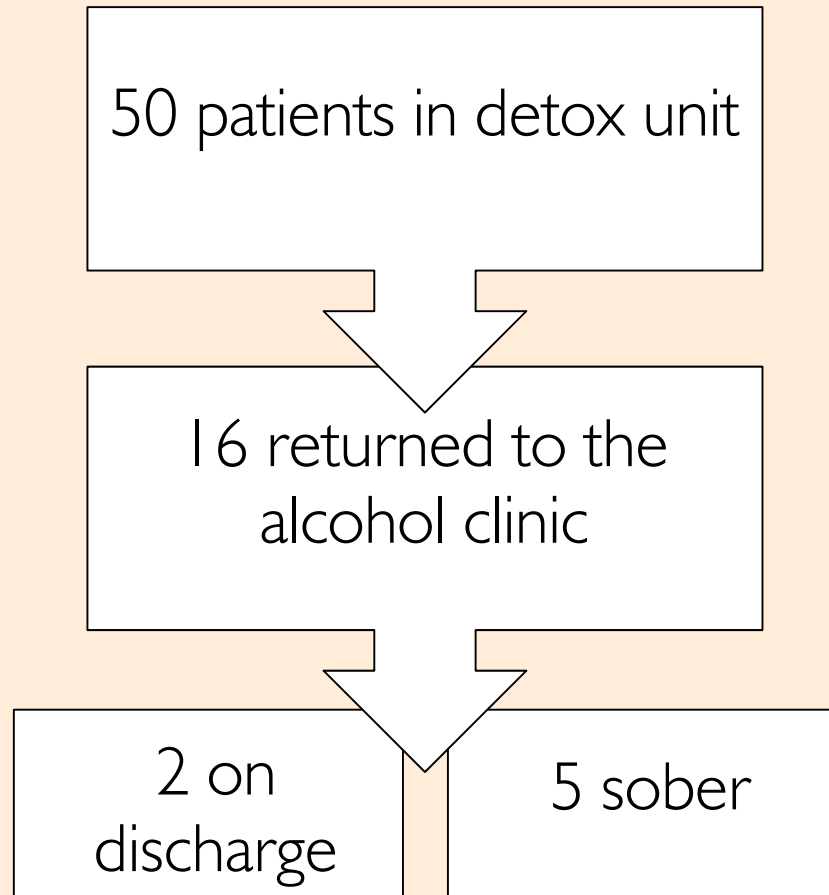 50 patients in detox unit
16 returned to the
alcohol clinic
2 on
discharge
5 sober